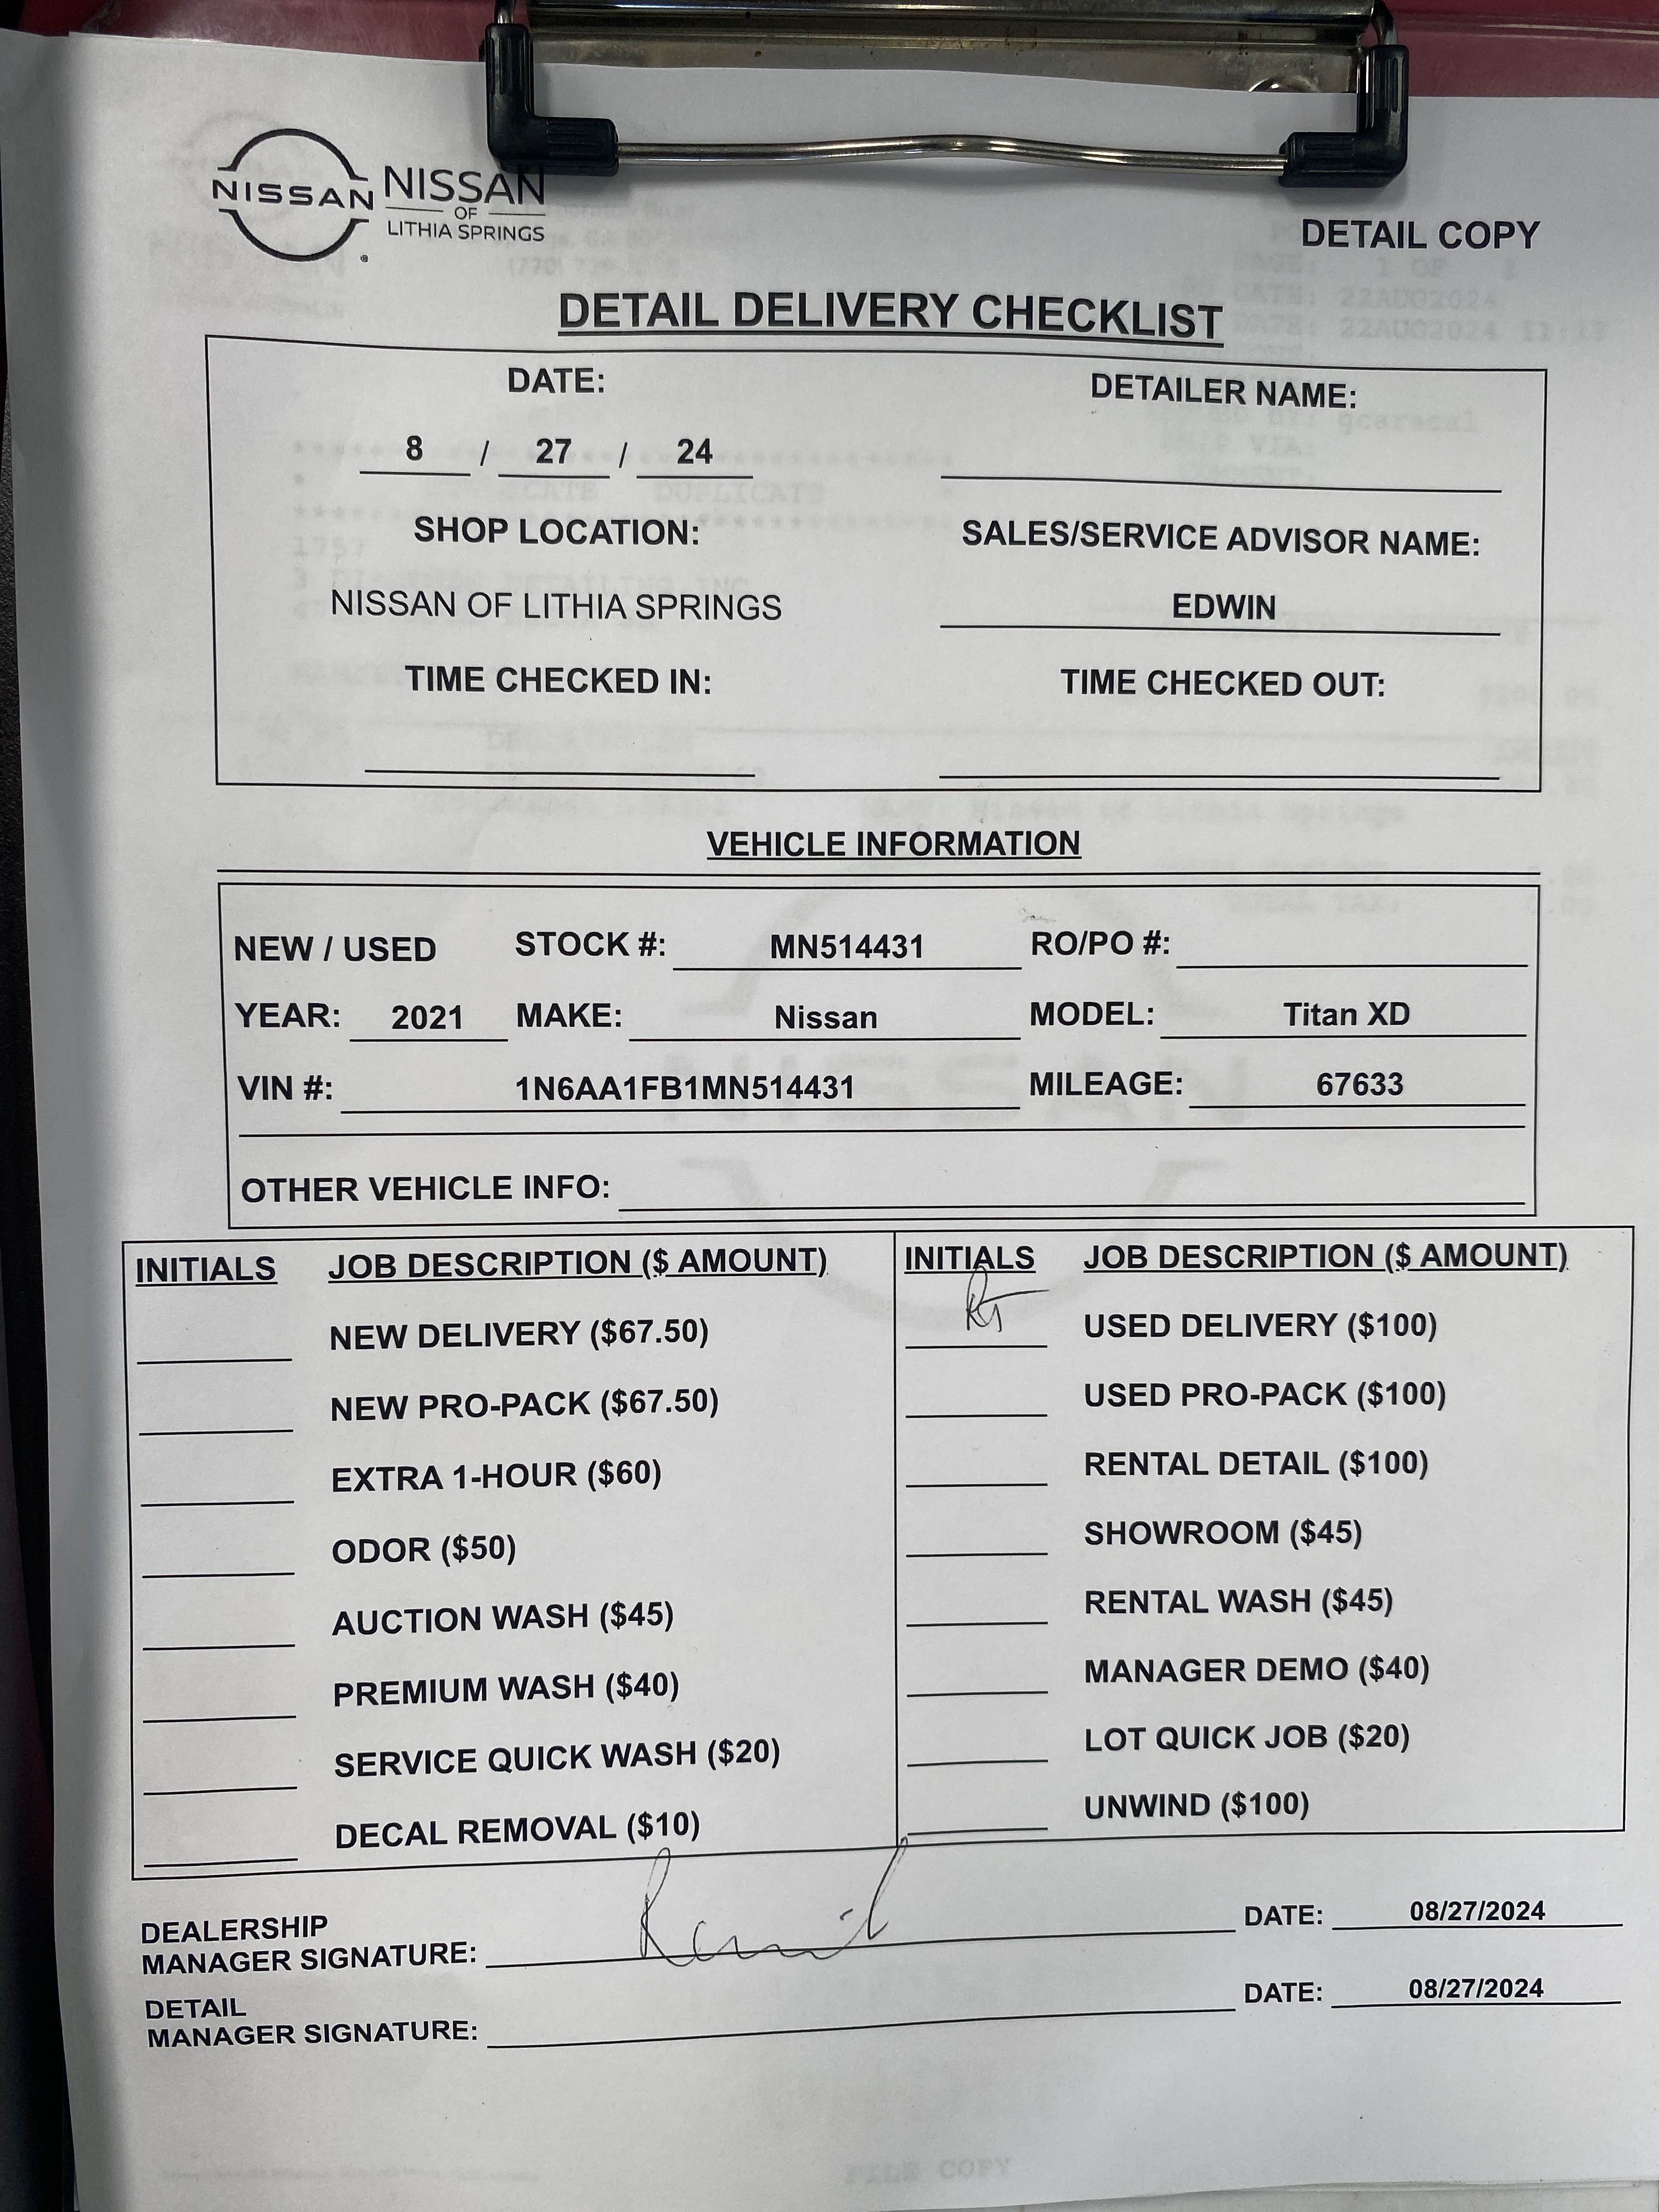 NISSAN NISSAN
OF
LITHIA SPRINGS
DETAIL COPY
DETAIL DELIVERY CHECKLIST
DATE: DETAILER NAME:
8 / 27 / 24
SHOP LOCATION: SALES/SERVICE ADVISOR NAME:
NISSAN OF LITHIA SPRINGS EDWIN
TIME CHECKED IN: TIME CHECKED OUT:
VEHICLE INFORMATION
NEW / USED STOCK #: MN514431 RO/PO #:
YEAR: 2021 MAKE: Nissan MODEL: Titan XD
VIN #: 1N6AA1FB1MN514431 MILEAGE: 67633
OTHER VEHICLE INFO:
INITIALS JOB DESCRIPTION ($ AMOUNT) INITIALS JOB DESCRIPTION ($ AMOUNT)
NEW DELIVERY ($67.50) USED DELIVERY ($100)
NEW PRO-PACK ($67.50) USED PRO-PACK ($100)
EXTRA 1-HOUR ($60) RENTAL DETAIL ($100)
ODOR ($50) SHOWROOM ($45)
AUCTION WASH ($45) RENTAL WASH ($45)
PREMIUM WASH ($40) MANAGER DEMO ($40)
SERVICE QUICK WASH ($20) LOT QUICK JOB ($20)
DECAL REMOVAL ($10) UNWIND ($100)
DEALERSHIP
MANAGER SIGNATURE: DATE: 08/27/2024
DETAIL
MANAGER SIGNATURE: DATE: 08/27/2024
FILE COPY